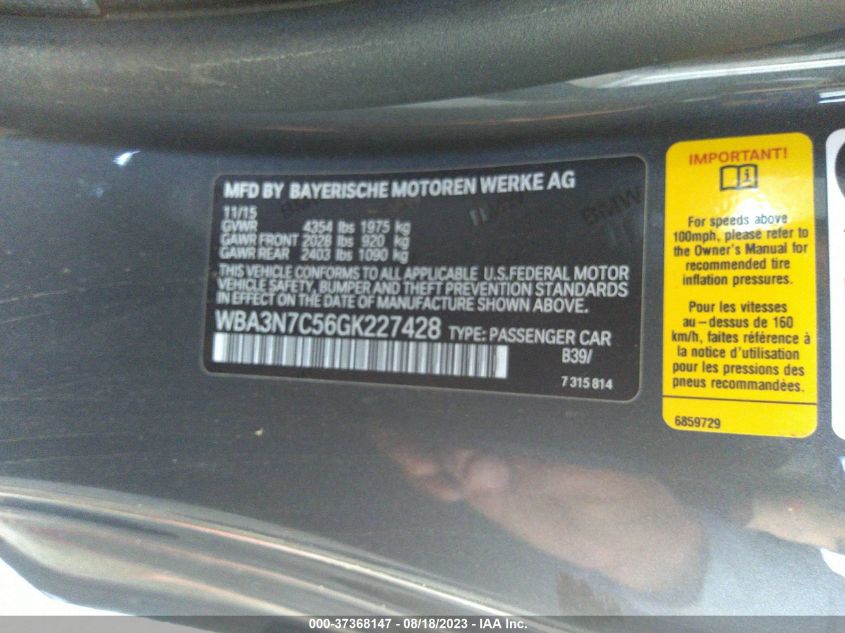 MFD BY BAYERISCHE MOTOREN WERKE AG
11/15
GVWR 4354 lbs 1975 kg
GAWR FRONT 2028 lbs 920 kg
GAWR REAR 2403 lbs 1090 kg
THIS VEHICLE CONFORMS TO ALL APPLICABLE U.S.FEDERAL MOTOR
VEHICLE SAFETY, BUMPER AND THEFT PREVENTION STANDARDS
IN EFFECT ON THE DATE OF MANUFACTURE SHOWN ABOVE.
WBA3N7C56GK227428 TYPE: PASSENGER CAR
B39/
7 315 814
IMPORTANT!
For speeds above
100mph, please refer to
the Owner's Manual for
recommended tire
inflation pressures.
Pour les vitesses
au-dessus de 160
km/h, faites référence à
la notice d'utilisation
pour les pressions des
pneus recommandées.
6859729
000-37368147 - 08/18/2023 - IAA Inc.